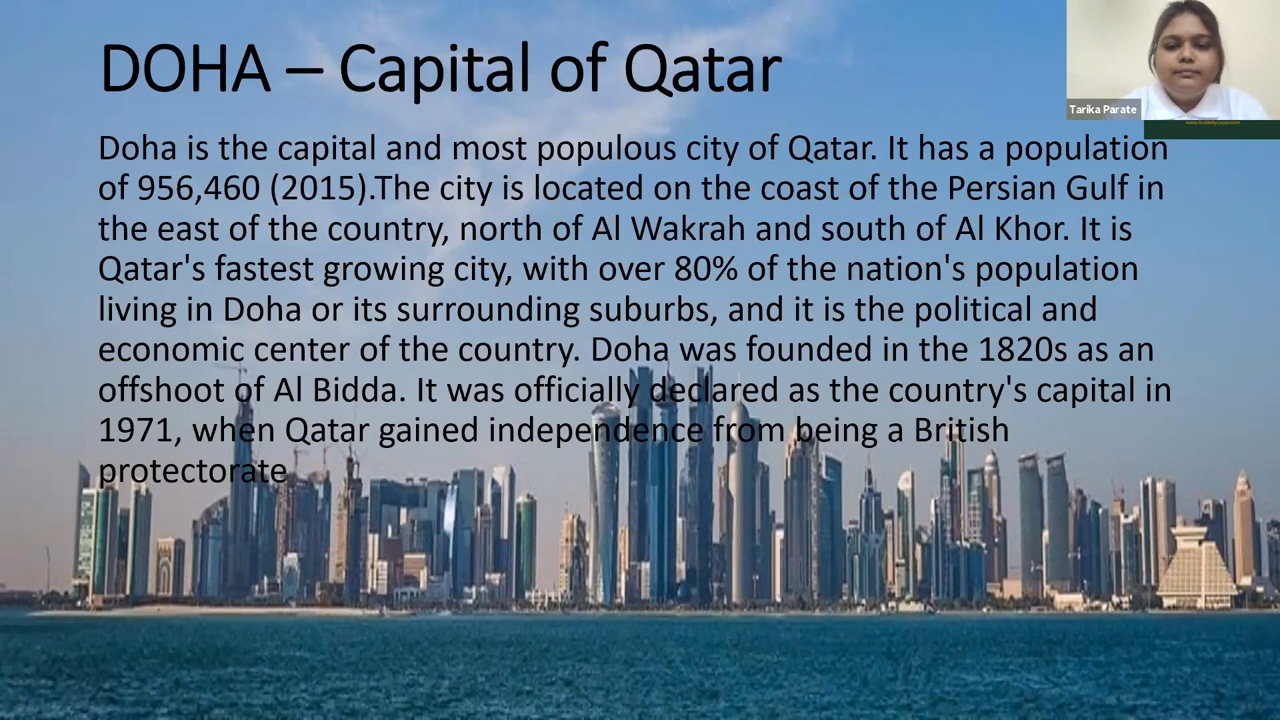 DOHA – Capital of Qatar
Tarika Parate
Doha is the capital and most populous city of Qatar. It has a population
of 956,460 (2015).The city is located on the coast of the Persian Gulf in
the east of the country, north of Al Wakrah and south of Al Khor. It is
Qatar's fastest growing city, with over 80% of the nation's population
living in Doha or its surrounding suburbs, and it is the political and
economic center of the country. Doha was founded in the 1820s as an
offshoot of Al Bidda. It was officially declared as the country's capital in
1971, when Qatar gained independence from being a British
protectorate